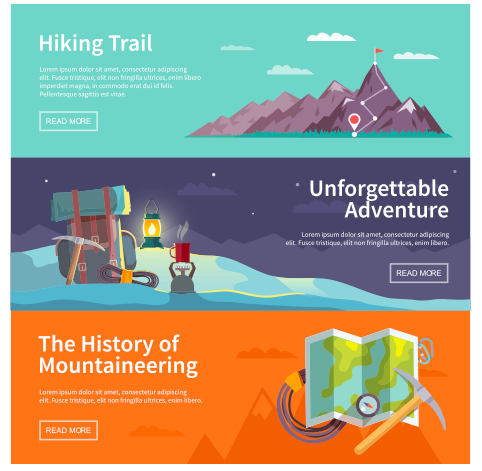 Hiking Trail
Lorem ipsum dolor sit amet, consectetur adipiscing
elit. Fusce tristique, elit non fringilla ultrices, enim libero
imperdiet magna, in commodo erat dolor et mi.
Pellentesque sagittis est vitae.
READ MORE
Unforgettable
Adventure
Lorem ipsum dolor sit amet, consectetur adipiscing
elit. Fusce tristique, elit non fringilla ultrices, enim libero.
READ MORE
The History of
Mountaineering
Lorem ipsum dolor sit amet, consectetur adipiscing
elit. Fusce tristique, elit non fringilla ultrices, enim libero.
READ MORE